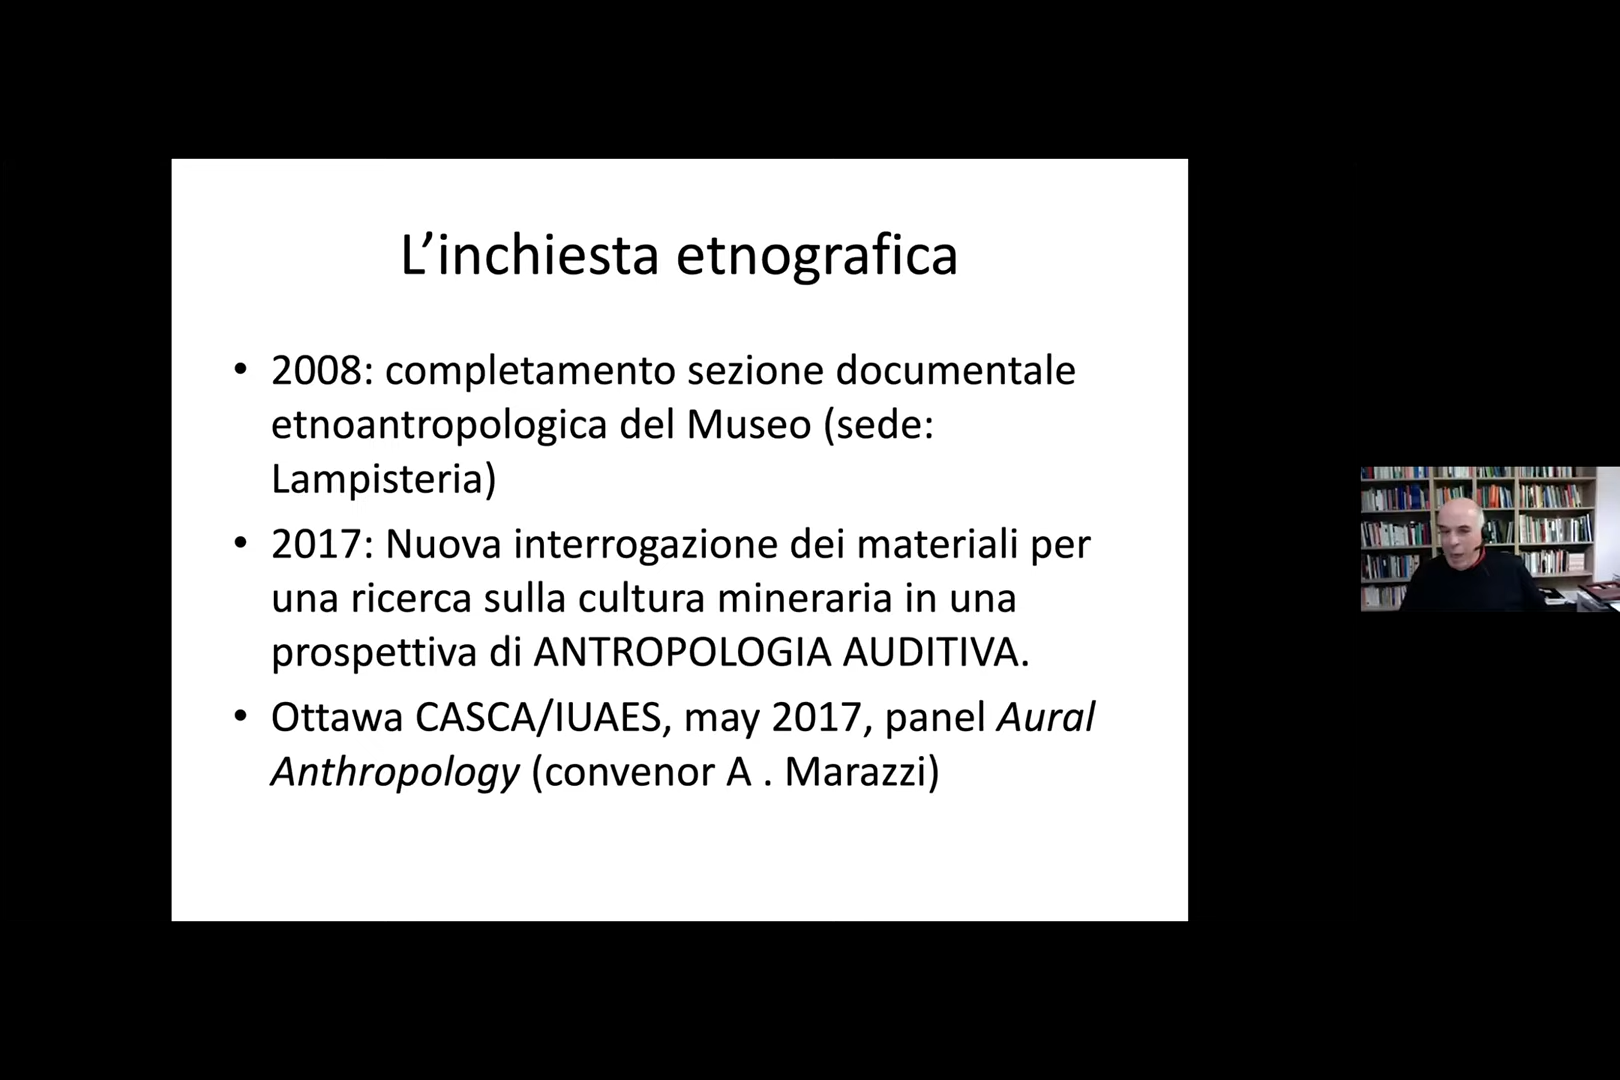 L’inchiesta etnografica
• 2008: completamento sezione documentale
etnoantropologica del Museo (sede:
Lampisteria)
• 2017: Nuova interrogazione dei materiali per
una ricerca sulla cultura mineraria in una
prospettiva di ANTROPOLOGIA AUDITIVA.
• Ottawa CASCA/IUAES, may 2017, panel Aural
Anthropology (convenor A . Marazzi)